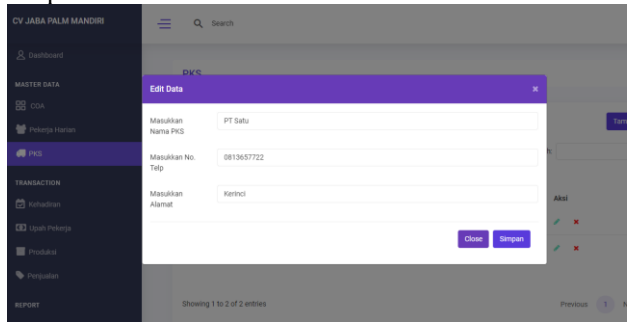 CV JABA PALM MANDIRI
Search
Dashboard
PKS
MASTER DATA
Edit Data
×
COA
Masukkan
Nama PKS
PT Satu
Pekerja Harian
PKS
Masukkan No.
Telp
0813657722
TRANSACTION
Masukkan
Alamat
Kerinci
Aksi
Kehadiran
Upah Pekerja
Close Simpan
Produksi
Penjualan
REPORT
Showing 1 to 2 of 2 entries
Previous 1 N